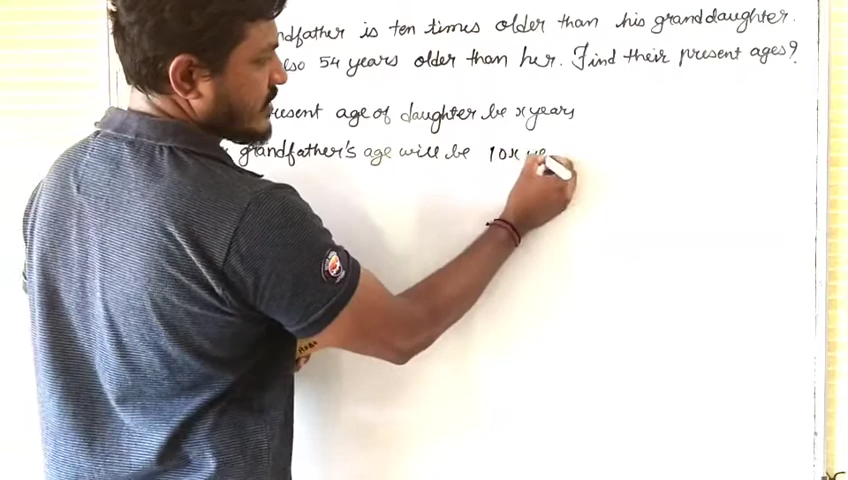 ndfather is ten times older than his granddaughter.
lso 54 years older than her. Find their present ages?
resent age of daughter be x years
grandfather's age will be 10x ye